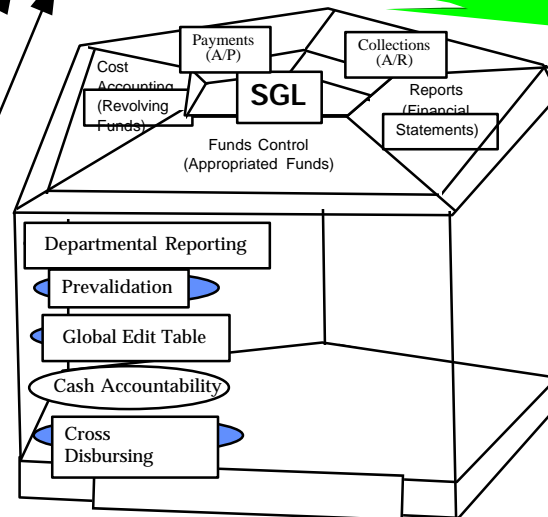 Payments
(A/P)
Collections
(A/R)
Cost
Accounting
(Revolving
Funds)
SGL
Reports
(Financial
Statements)
Funds Control
(Appropriated Funds)
Departmental Reporting
Prevalidation
Global Edit Table
Cash Accountability
Cross
Disbursing